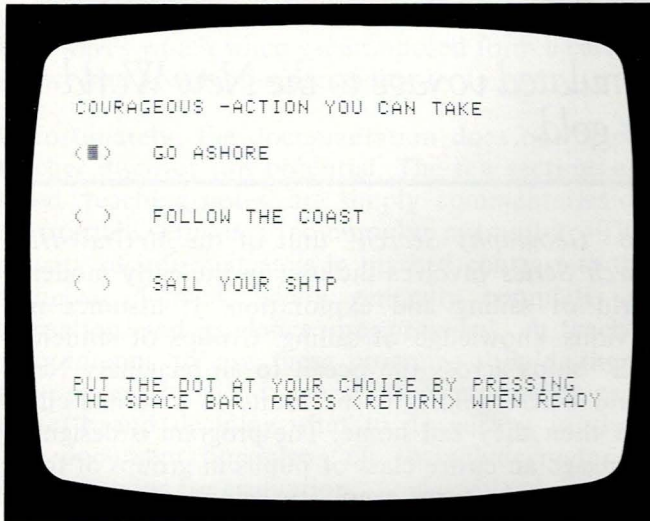 COURAGEOUS -ACTION YOU CAN TAKE
(■) GO ASHORE
( ) FOLLOW THE COAST
( ) SAIL YOUR SHIP
PUT THE DOT AT YOUR CHOICE BY PRESSING
THE SPACE BAR. PRESS <RETURN> WHEN READY